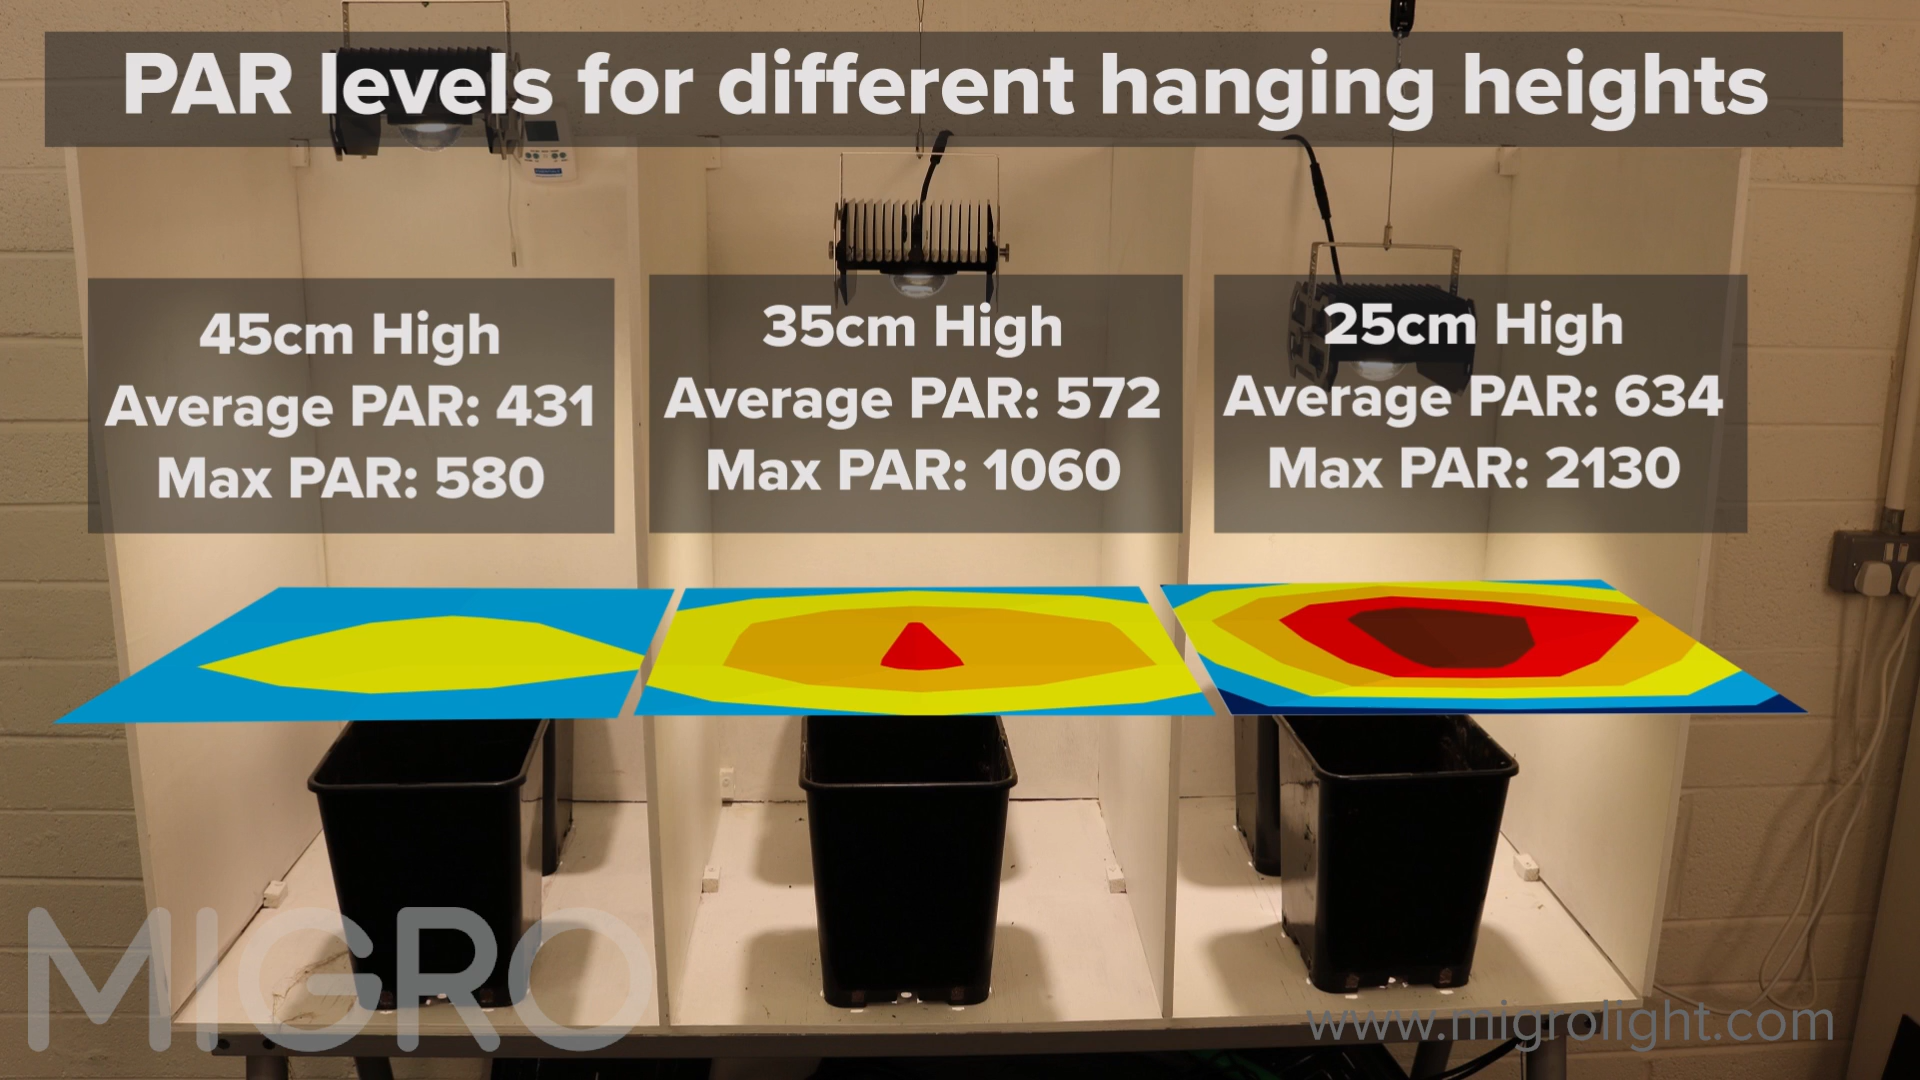 PAR levels for different hanging heights
45cm High
Average PAR: 431
Max PAR: 580
35cm High
Average PAR: 572
Max PAR: 1060
25cm High
Average PAR: 634
Max PAR: 2130
MIGRO
www.migrolight.com